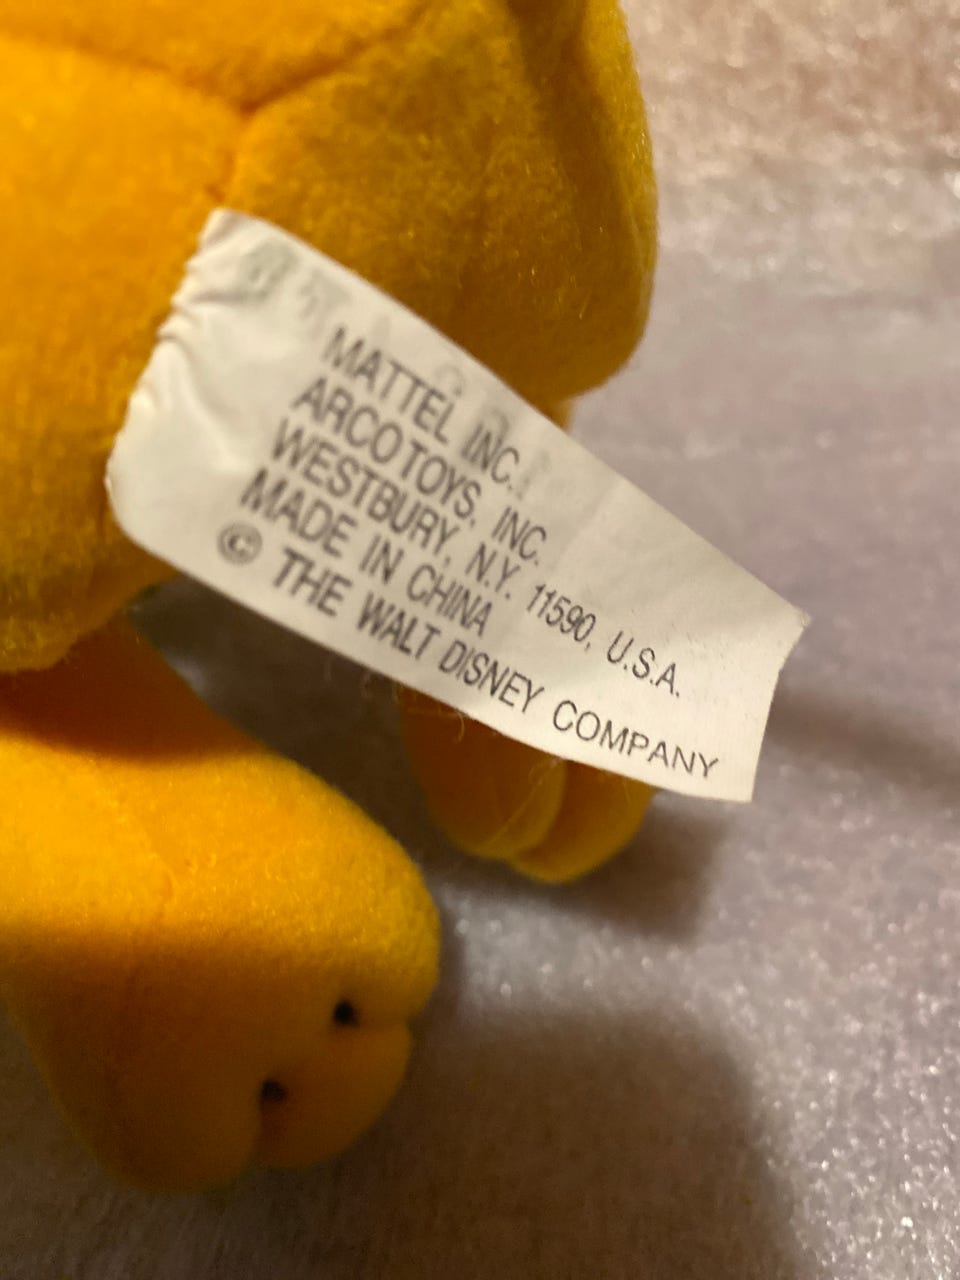 MATTEL INC.,
ARCOTOYS, INC.
WESTBURY, N.Y. 11590, U.S.A.
MADE IN CHINA
© THE WALT DISNEY COMPANY